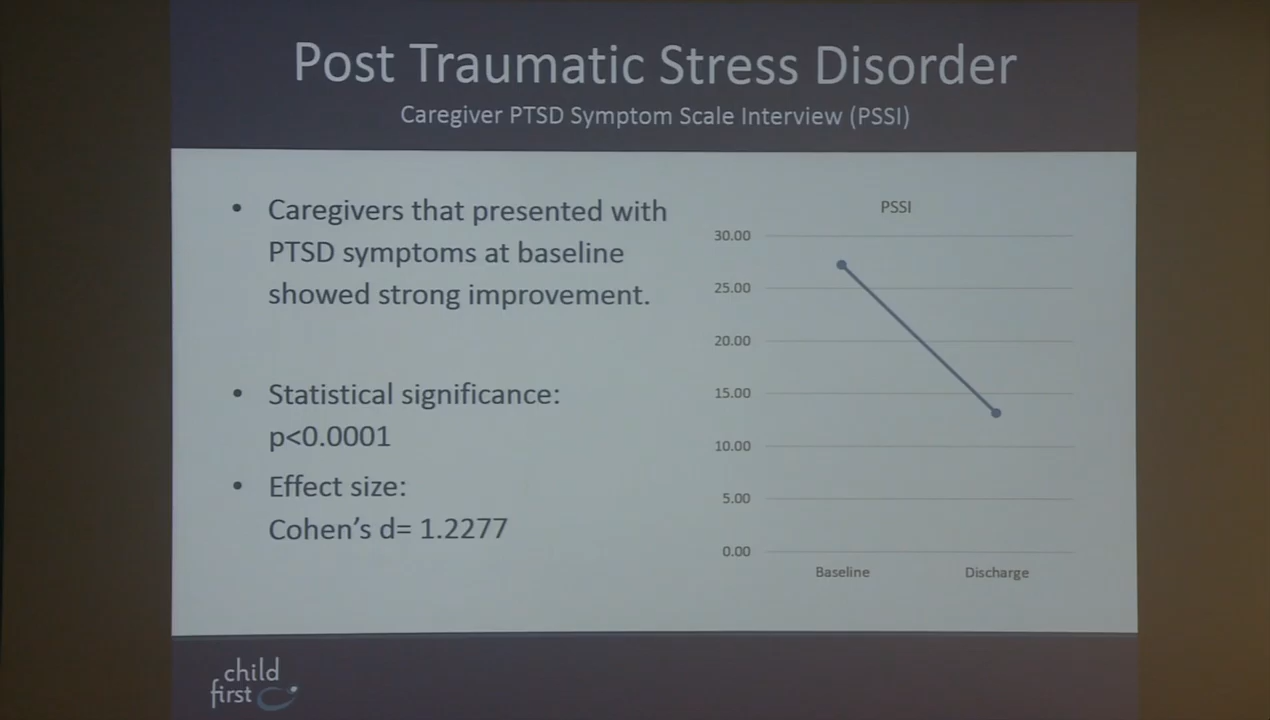 Post Traumatic Stress Disorder
Caregiver PTSD Symptom Scale Interview (PSSI)
• Caregivers that presented with
PTSD symptoms at baseline
showed strong improvement.
• Statistical significance:
p<0.0001
• Effect size:
Cohen’s d= 1.2277
PSSI
30.00
25.00
20.00
15.00
10.00
5.00
0.00
Baseline Discharge
child
first